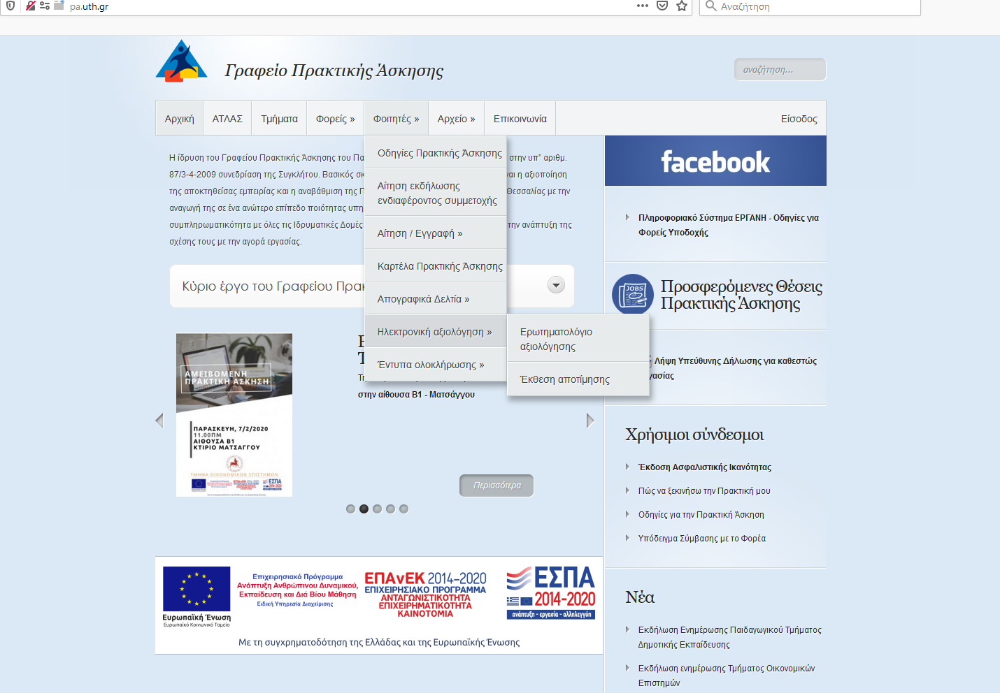 pa.uth.gr
Αναζήτηση
Γραφείο Πρακτικής Άσκησης
αναζήτηση...
Αρχική
ΑΤΛΑΣ
Τμήματα
Φορείς »
Φοιτητές »
Αρχείο »
Επικοινωνία
Είσοδος
Οδηγίες Πρακτικής Άσκησης
Αίτηση εκδήλωσης
ενδιαφέροντος συμμετοχής
Αίτηση / Εγγραφή »
Καρτέλα Πρακτικής Άσκησης
Απογραφικά Δελτία »
Ηλεκτρονική αξιολόγηση »
Έντυπα ολοκλήρωσης »
Ερωτηματολόγιο
αξιολόγησης
Έκθεση αποτίμησης
Η ίδρυση του Γραφείου Πρακτικής Άσκησης του στην υπ” αριθμ.
87/3-4-2009 συνεδρίαση της Συγκλήτου. Βασικός η αξιοποίηση
της αποκτηθείσας εμπειρίας και η αναβάθμιση της Θεσσαλίας με την
αναγωγή της σε ένα ανώτερο επίπεδο ποιότητας
συμπληρωματικότητα με όλες τις Ιδρυματικές Δομές την ανάπτυξη της
σχέσης τους με την αγορά εργασίας.
Κύριο έργο του Γραφείου
στην αίθουσα Β1 - Ματσάγγου
ΑΜΕΙΒΟΜΕΝΗ
ΠΡΑΚΤΙΚΗ ΑΣΚΗΣΗ
ΠΑΡΑΣΚΕΥΗ, 7/2/2020
11.00ΠΜ
ΑΙΘΟΥΣΑ Β1
ΚΤΙΡΙΟ ΜΑΤΣΑΓΓΟΥ
ΤΜΗΜΑ ΟΙΚΟΝΟΜΙΚΩΝ ΕΠΙΣΤΗΜΩΝ
ΕΣΠΑ
Περισσότερα
Ευρωπαϊκή Ένωση
Ευρωπαϊκό Κοινωνικό Ταμείο
Επιχειρησιακό Πρόγραμμα
Ανάπτυξη Ανθρώπινου Δυναμικού,
Εκπαίδευση και Διά Βίου Μάθηση
Ειδική Υπηρεσία Διαχείρισης
ΕΠΑνΕΚ 2014–2020
ΕΠΙΧΕΙΡΗΣΙΑΚΟ ΠΡΟΓΡΑΜΜΑ
ΑΝΤΑΓΩΝΙΣΤΙΚΟΤΗΤΑ
ΕΠΙΧΕΙΡΗΜΑΤΙΚΟΤΗΤΑ
ΚΑΙΝΟΤΟΜΙΑ
ΕΣΠΑ
2014-2020
ανάπτυξη - εργασία - αλληλεγγύη
Με τη συγχρηματοδότηση της Ελλάδας και της Ευρωπαϊκής Ένωσης
facebook
Πληροφοριακό Σύστημα ΕΡΓΑΝΗ - Οδηγίες για
Φορείς Υποδοχής
JOBS
Προσφερόμενες Θέσεις
Πρακτικής Άσκησης
Λήψη Υπεύθυνης Δήλωσης για καθεστώς
Χρήσιμοι σύνδεσμοι
Έκδοση Ασφαλιστικής Ικανότητας
Πώς να ξεκινήσω την Πρακτική μου
Οδηγίες για την Πρακτική Άσκηση
Υπόδειγμα Σύμβασης με το Φορέα
Νέα
Εκδήλωση Ενημέρωσης Παιδαγωγικού Τμήματος
Δημοτικής Εκπαίδευσης
Εκδήλωση ενημέρωσης Τμήματος Οικονομικών
Επιστημών